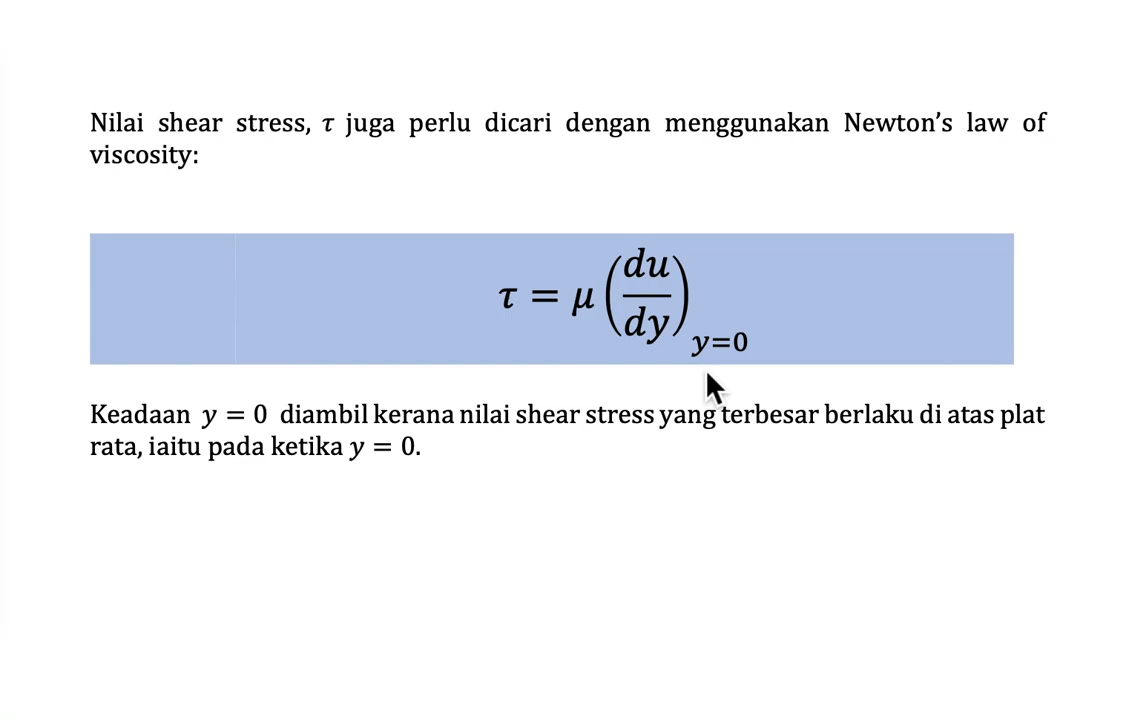 Nilai shear stress, τ juga perlu dicari dengan menggunakan Newton’s law of
viscosity:
τ = μ (du/dy)y=0
Keadaan y = 0 diambil kerana nilai shear stress yang terbesar berlaku di atas plat
rata, iaitu pada ketika y = 0.